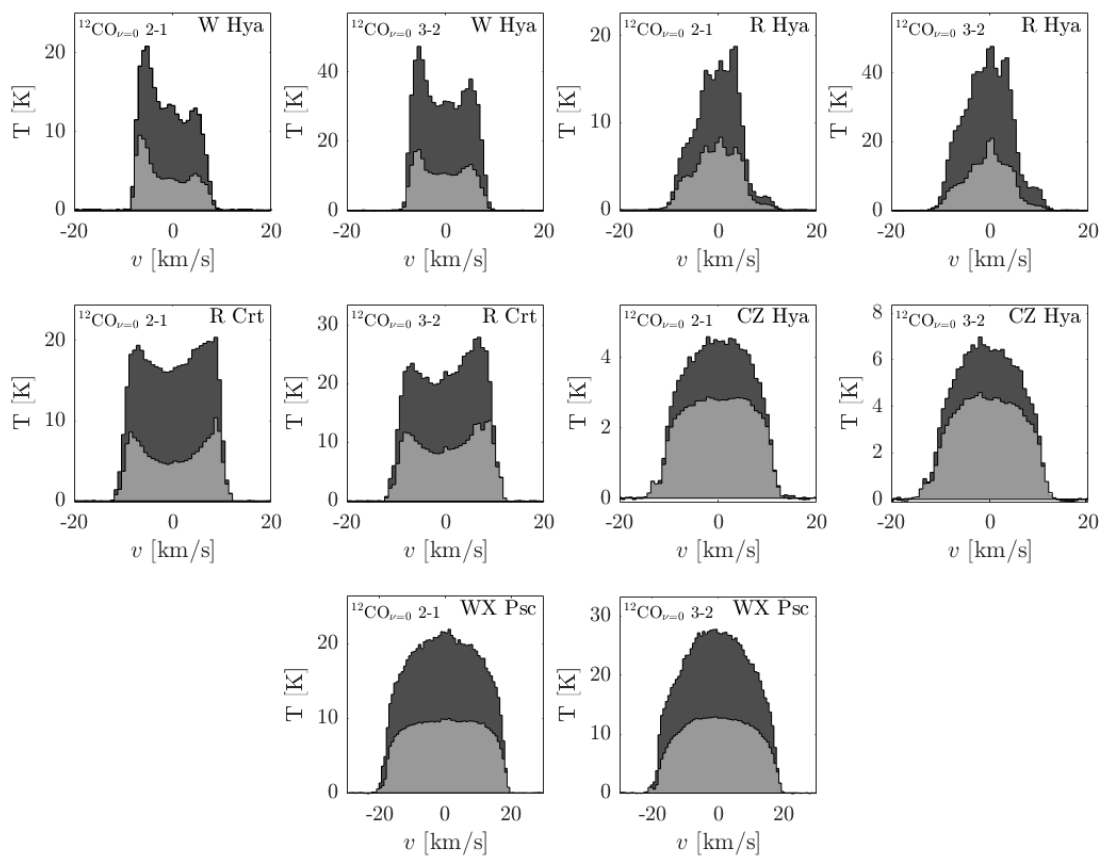 ¹²CO_ν=0 2-1 W Hya
20
10
0
T [K]
-20 0 20
v [km/s]
¹²CO_ν=0 3-2 W Hya
40
20
0
T [K]
-20 0 20
v [km/s]
¹²CO_ν=0 2-1 R Hya
20
10
0
T [K]
-20 0 20
v [km/s]
¹²CO_ν=0 3-2 R Hya
40
20
0
T [K]
-20 0 20
v [km/s]
¹²CO_ν=0 2-1 R Crt
20
10
0
T [K]
-20 0 20
v [km/s]
¹²CO_ν=0 3-2 R Crt
30
20
10
0
T [K]
-20 0 20
v [km/s]
¹²CO_ν=0 2-1 CZ Hya
4
2
0
T [K]
-20 0 20
v [km/s]
¹²CO_ν=0 3-2 CZ Hya
8
6
4
2
0
T [K]
-20 0 20
v [km/s]
¹²CO_ν=0 2-1 WX Psc
20
10
0
T [K]
-20 0 20
v [km/s]
¹²CO_ν=0 3-2 WX Psc
30
20
10
0
T [K]
-20 0 20
v [km/s]